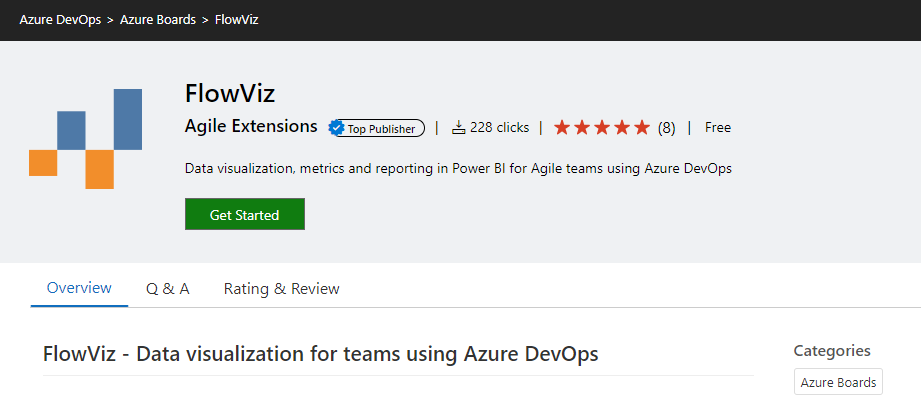 Azure DevOps > Azure Boards > FlowViz
FlowViz
Agile Extensions Top Publisher | 228 clicks | (8) | Free
Data visualization, metrics and reporting in Power BI for Agile teams using Azure DevOps
Get Started
Overview Q & A Rating & Review
FlowViz - Data visualization for teams using Azure DevOps
Categories
Azure Boards